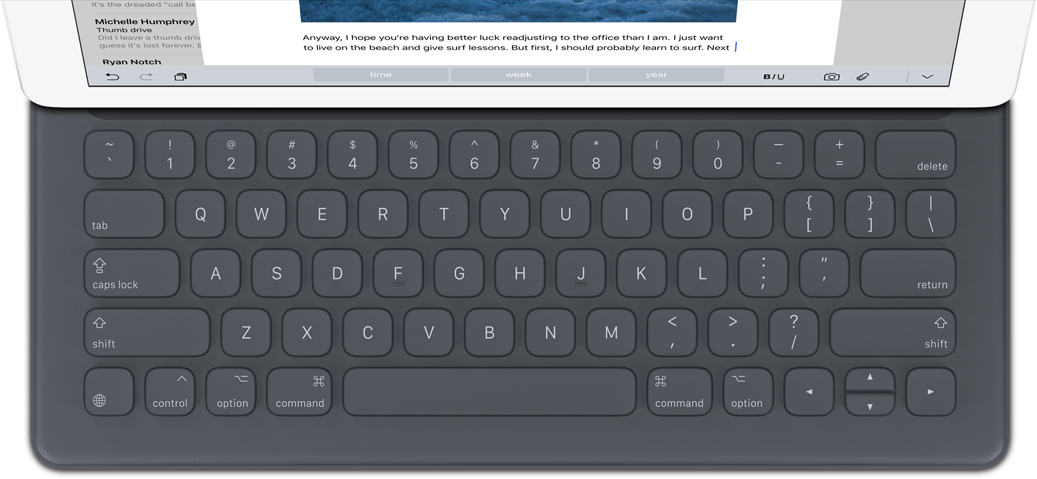 It's the dreaded "call be
Michelle Humphrey
Thumb drive
Did I leave a thumb driv
guess it's lost forever. E
Ryan Notch
Anyway, I hope you're having better luck readjusting to the office than I am. I just want
to live on the beach and give surf lessons. But first, I should probably learn to surf. Next
time week year
B I U
~ ! @ # $ % ^ & * ( ) — +
` 1 2 3 4 5 6 7 8 9 0 - = delete
tab Q W E R T Y U I O P { [ } ] | \
caps lock A S D F G H J K L : ; " ' return
shift Z X C V B N M < , > . ? / shift
control option command command option